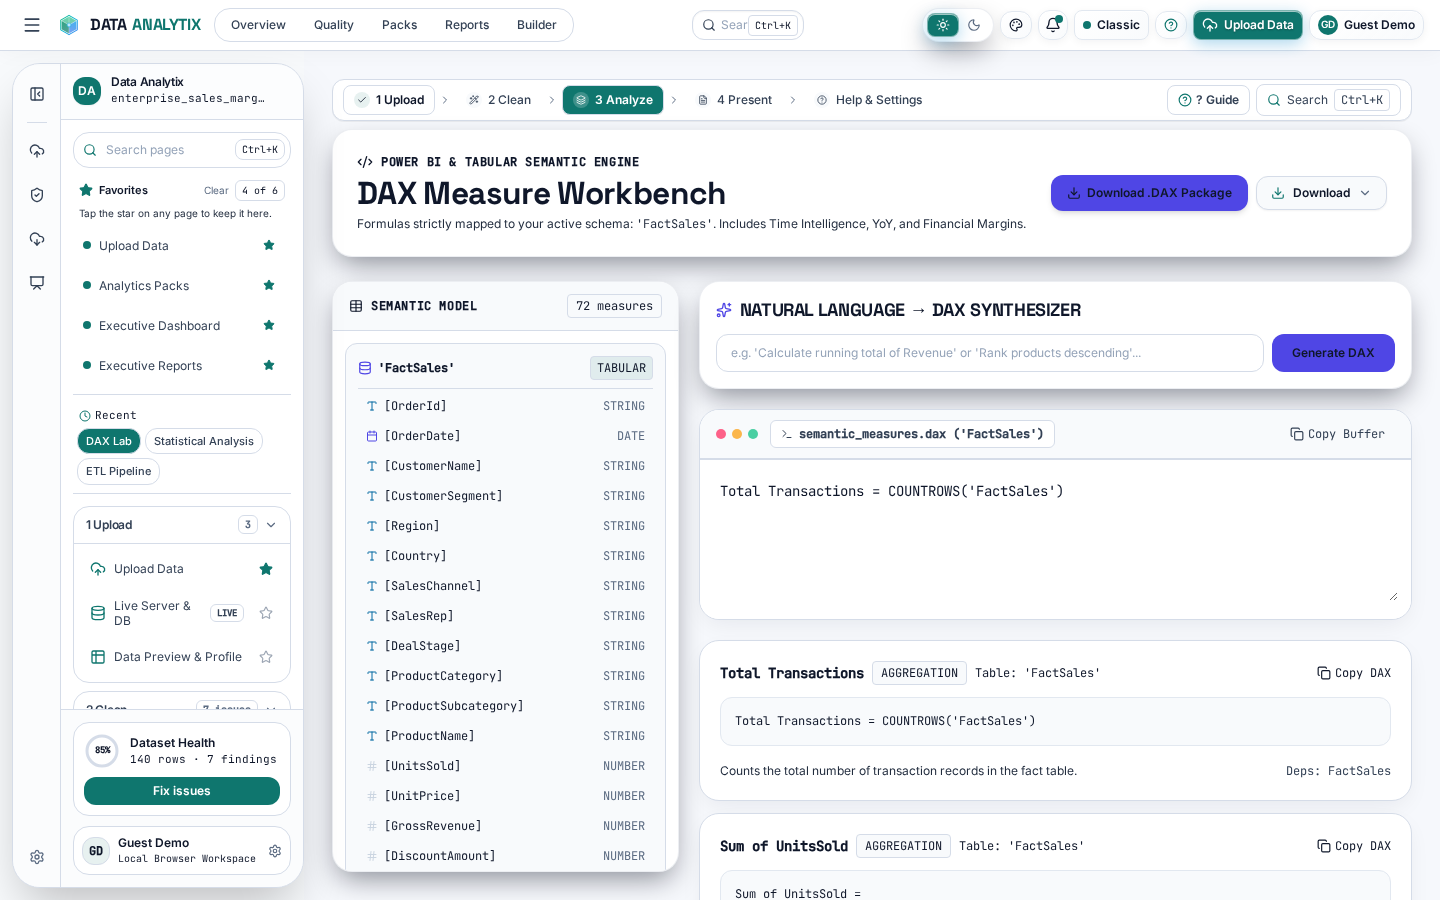 DATA ANALYTIX
Overview
Quality
Packs
Reports
Builder
Sear
Ctrl+K
Classic
Upload Data
GD
Guest Demo
DA
Data Analytix
enterprise_sales_marg…
Search pages
Ctrl+K
Favorites
Clear
4 of 6
Tap the star on any page to keep it here.
Upload Data
Analytics Packs
Executive Dashboard
Executive Reports
Recent
DAX Lab
Statistical Analysis
ETL Pipeline
1 Upload
3
Upload Data
Live Server & DB
LIVE
Data Preview & Profile
2 Clean
7 issues
85%
Dataset Health
140 rows · 7 findings
Fix issues
GD
Guest Demo
Local Browser Workspace
1 Upload
2 Clean
3 Analyze
4 Present
Help & Settings
? Guide
Search
Ctrl+K
POWER BI & TABULAR SEMANTIC ENGINE
DAX Measure Workbench
Formulas strictly mapped to your active schema: 'FactSales'. Includes Time Intelligence, YoY, and Financial Margins.
Download .DAX Package
Download
SEMANTIC MODEL
72 measures
'FactSales'
TABULAR
[OrderId] STRING
[OrderDate] DATE
[CustomerName] STRING
[CustomerSegment] STRING
[Region] STRING
[Country] STRING
[SalesChannel] STRING
[SalesRep] STRING
[DealStage] STRING
[ProductCategory] STRING
[ProductSubcategory] STRING
[ProductName] STRING
[UnitsSold] NUMBER
[UnitPrice] NUMBER
[GrossRevenue] NUMBER
[DiscountAmount] NUMBER
NATURAL LANGUAGE → DAX SYNTHESIZER
e.g. 'Calculate running total of Revenue' or 'Rank products descending'...
Generate DAX
semantic_measures.dax ('FactSales')
Copy Buffer
Total Transactions = COUNTROWS('FactSales')
Total Transactions
AGGREGATION
Table: 'FactSales'
Copy DAX
Total Transactions = COUNTROWS('FactSales')
Counts the total number of transaction records in the fact table.
Deps: FactSales
Sum of UnitsSold
AGGREGATION
Table: 'FactSales'
Copy DAX
Sum of UnitsSold =